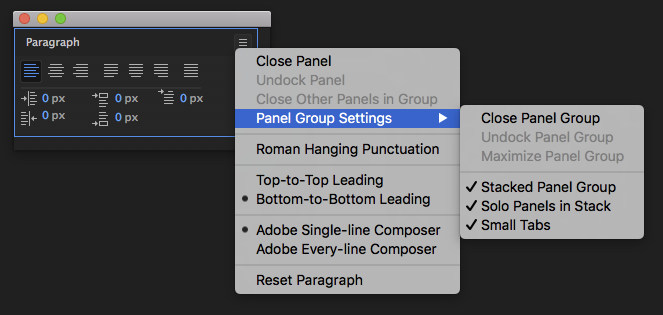 Paragraph
0 px
0 px
0 px
0 px
0 px
Close Panel
Undock Panel
Close Other Panels in Group
Panel Group Settings
Roman Hanging Punctuation
Top-to-Top Leading
Bottom-to-Bottom Leading
Adobe Single-line Composer
Adobe Every-line Composer
Reset Paragraph
Close Panel Group
Undock Panel Group
Maximize Panel Group
Stacked Panel Group
Solo Panels in Stack
Small Tabs